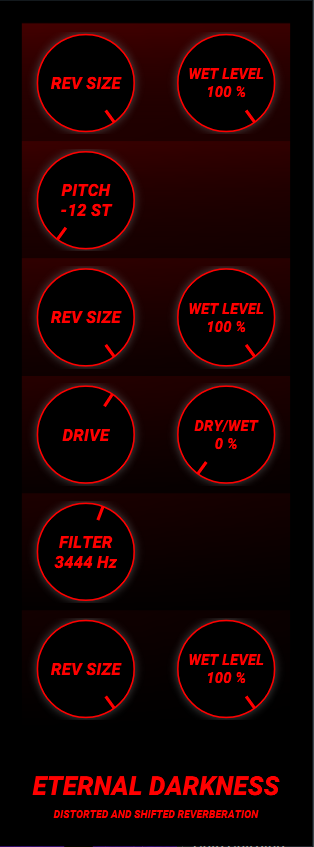 REV SIZE
WET LEVEL
100 %
PITCH
-12 ST
REV SIZE
WET LEVEL
100 %
DRIVE
DRY/WET
0 %
FILTER
3444 Hz
REV SIZE
WET LEVEL
100 %
ETERNAL DARKNESS
DISTORTED AND SHIFTED REVERBERATION